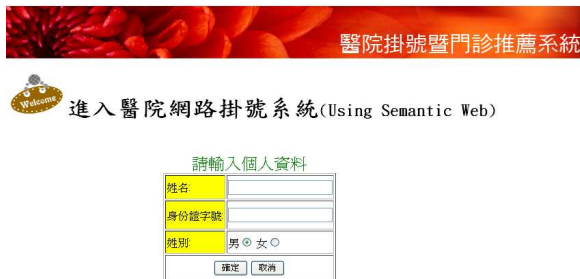 醫院掛號暨門診推薦系統
Welcome
進入醫院網路掛號系統(Using Semantic Web)
請輸入個人資料
姓名:
身份證字號
姓別 男 女
確定 取消